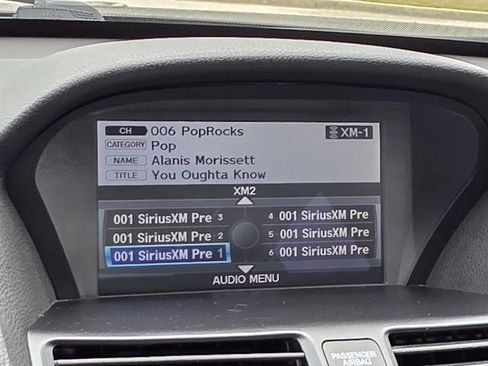 CH 006 PopRocks XM-1
CATEGORY Pop
NAME Alanis Morissett
TITLE You Oughta Know
XM2
001 SiriusXM Pre 3 4 001 SiriusXM Pre
001 SiriusXM Pre 2 5 001 SiriusXM Pre
001 SiriusXM Pre 1 6 001 SiriusXM Pre
AUDIO MENU
PASSENGER
AIRBAG